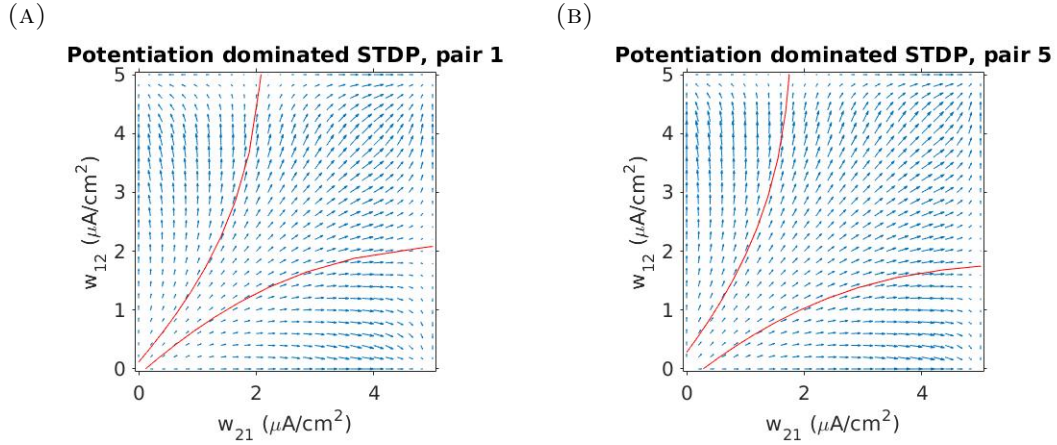 (A)
Potentiation dominated STDP, pair 1
5
4
3
2
1
0
w12 (μA/cm2)
0 2 4
w21 (μA/cm2)
(B)
Potentiation dominated STDP, pair 5
5
4
3
2
1
0
w12 (μA/cm2)
0 2 4
w21 (μA/cm2)